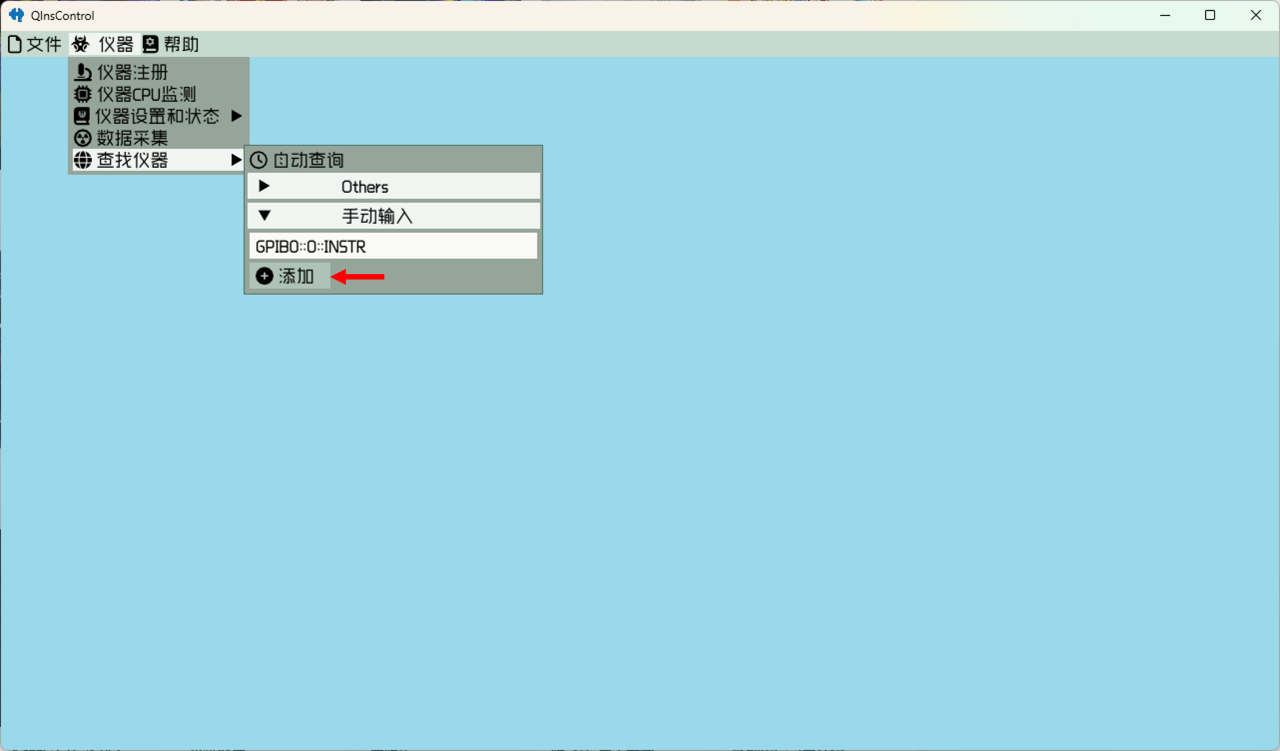 QInsControl
文件 仪器 帮助
仪器注册
仪器CPU监测
仪器设置和状态
数据采集
查找仪器
自动查询
Others
手动输入
GPIB0::0::INSTR
添加